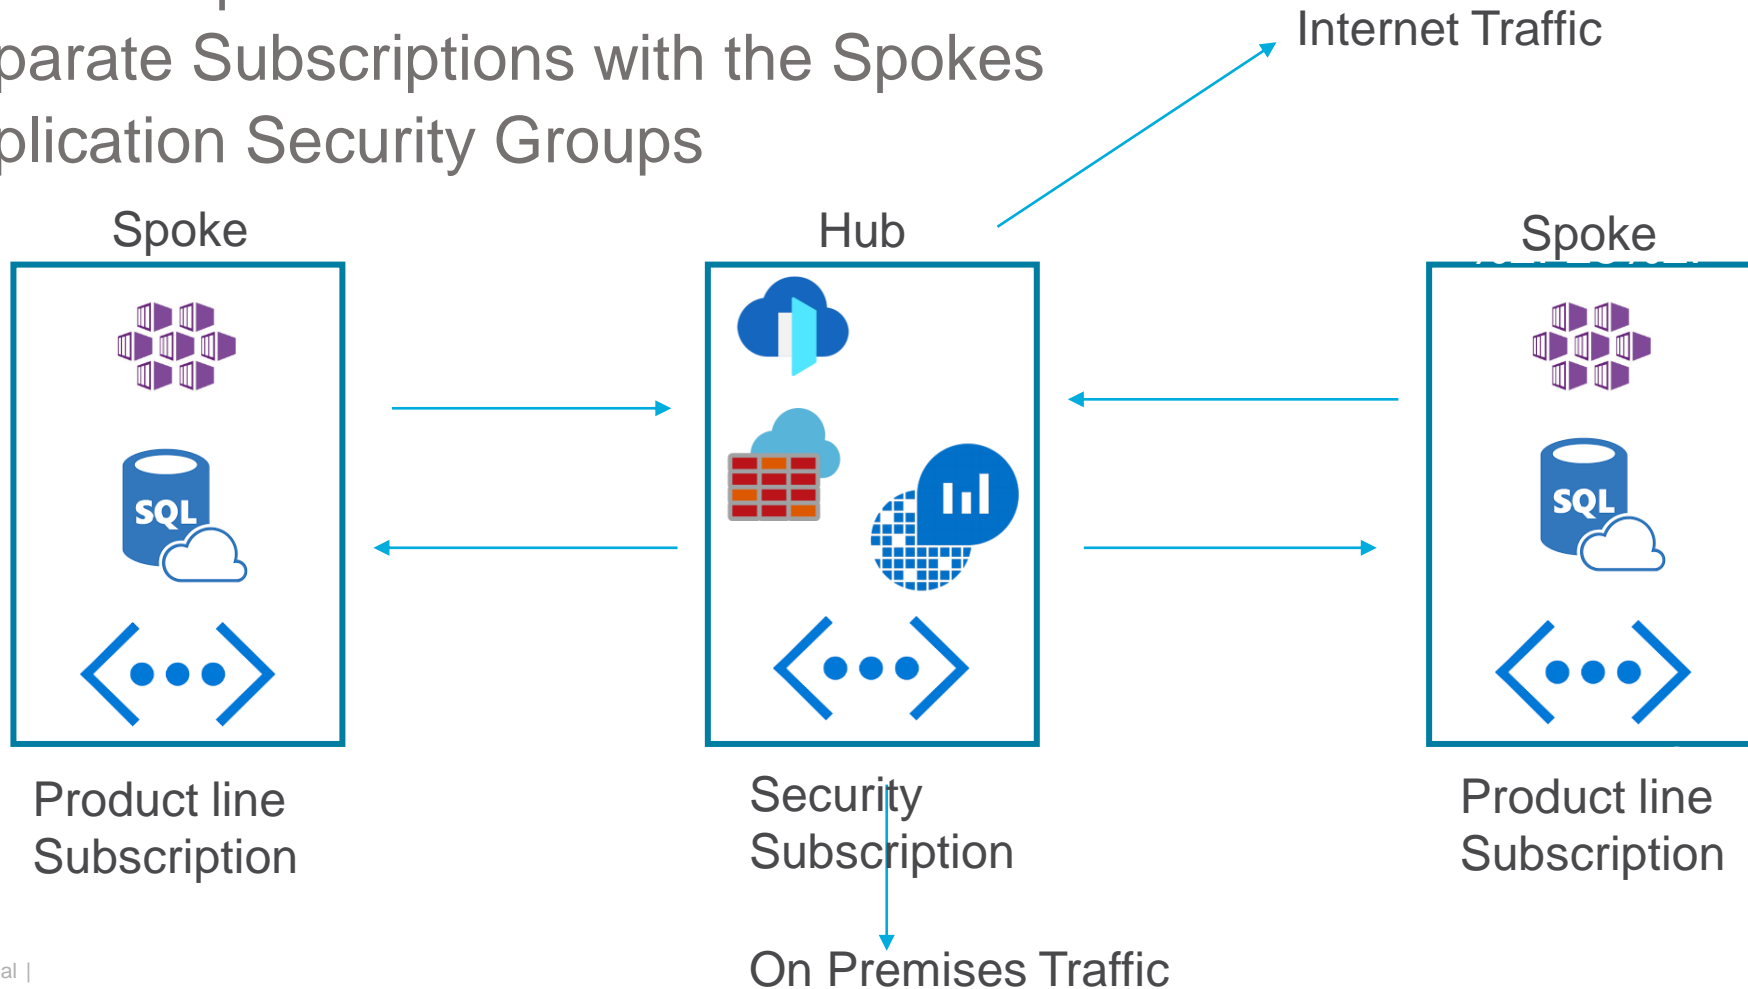 parate Subscriptions with the Spokes
plication Security Groups
Internet Traffic
Spoke
Hub
Spoke
SQL
SQL
Product line
Subscription
Security
Subscription
Product line
Subscription
On Premises Traffic
al |